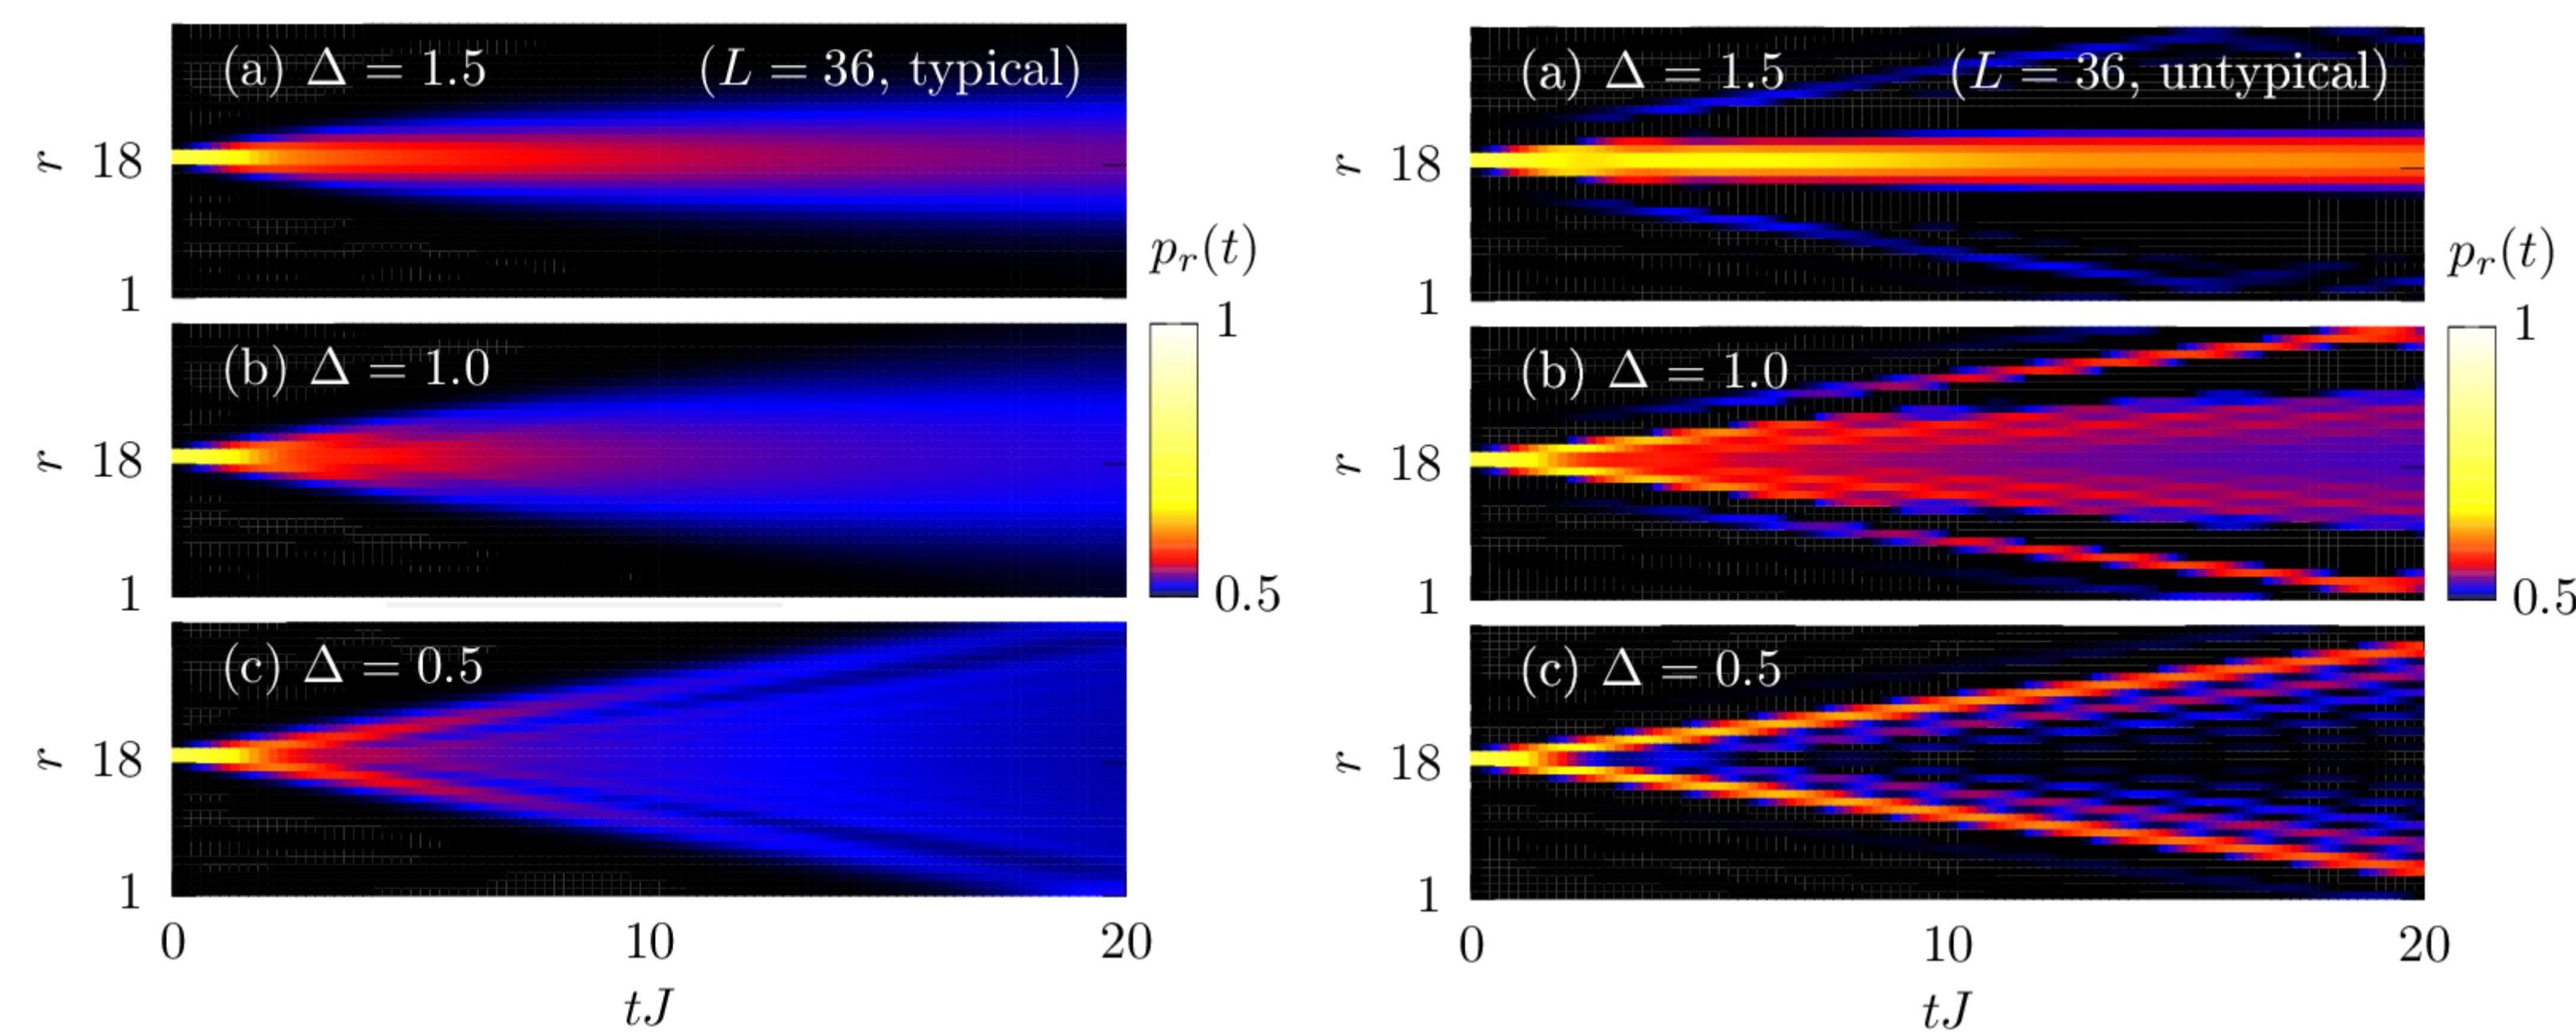 (a) Δ = 1.5 (L = 36, typical)
r 18
1
(b) Δ = 1.0
r 18
1
(c) Δ = 0.5
r 18
1
0 10 20
tJ
p_r(t)
1
0.5
(a) Δ = 1.5 (L = 36, untypical)
r 18
1
(b) Δ = 1.0
r 18
1
(c) Δ = 0.5
r 18
1
0 10 20
tJ
p_r(t)
1
0.5